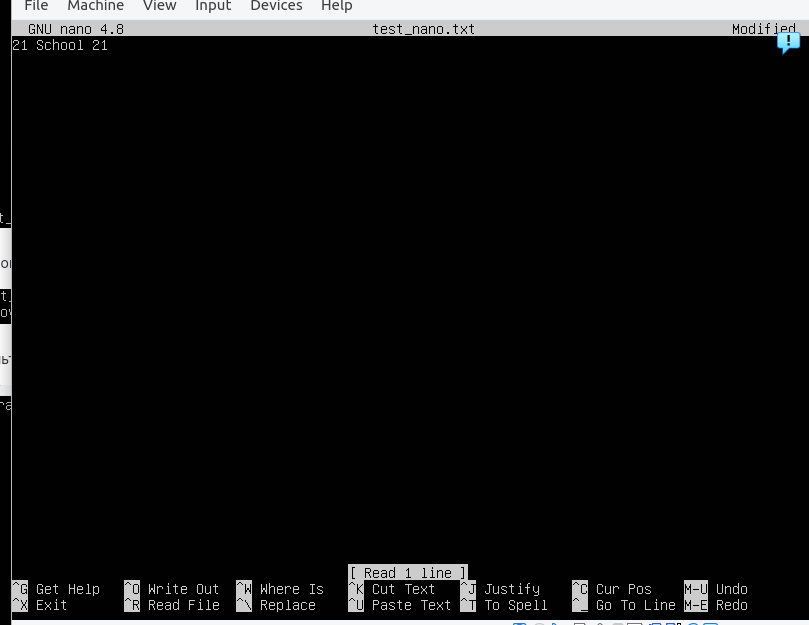 File Machine View Input Devices Help
GNU nano 4.8 test_nano.txt Modified
21 School 21
[ Read 1 line ]
^G Get Help ^O Write Out ^W Where Is ^K Cut Text ^J Justify ^C Cur Pos M-U Undo
^X Exit ^R Read File ^\ Replace ^U Paste Text ^T To Spell ^_ Go To Line M-E Redo